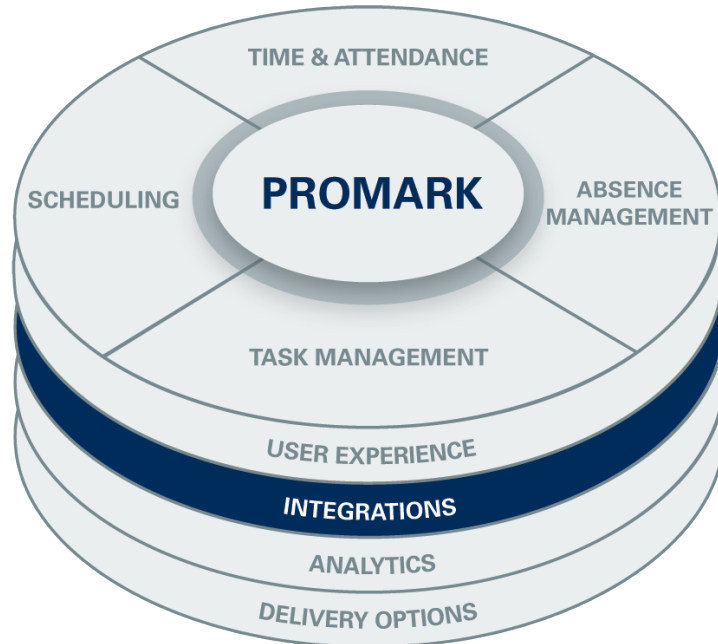 TIME & ATTENDANCE
SCHEDULING
PROMARK
ABSENCE
MANAGEMENT
TASK MANAGEMENT
USER EXPERIENCE
INTEGRATIONS
ANALYTICS
DELIVERY OPTIONS